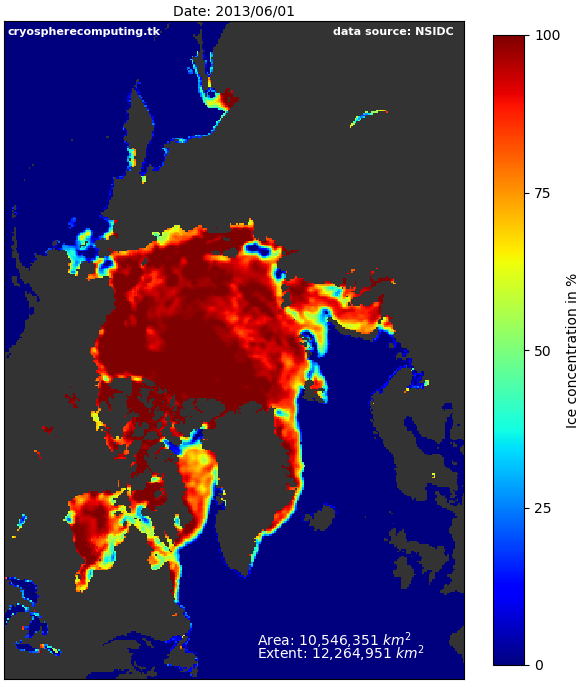 Date: 2013/06/01
cryospherecomputing.tk
data source: NSIDC
100
75
50
25
0
Ice concentration in %
Area: 10,546,351 km²
Extent: 12,264,951 km²